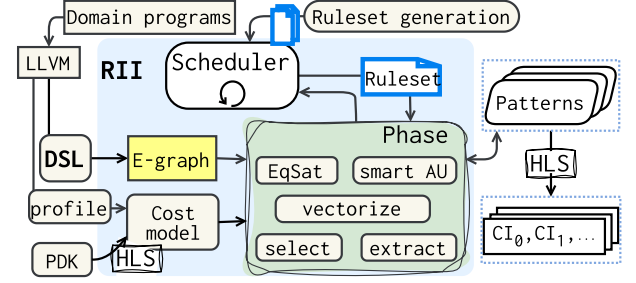 Domain programs
Ruleset generation
LLVM
RII
Scheduler
Ruleset
Patterns
Phase
DSL
E-graph
EqSat
smart AU
HLS
profile
Cost
model
vectorize
select
extract
PDK
HLS
CI₀,CI₁,...